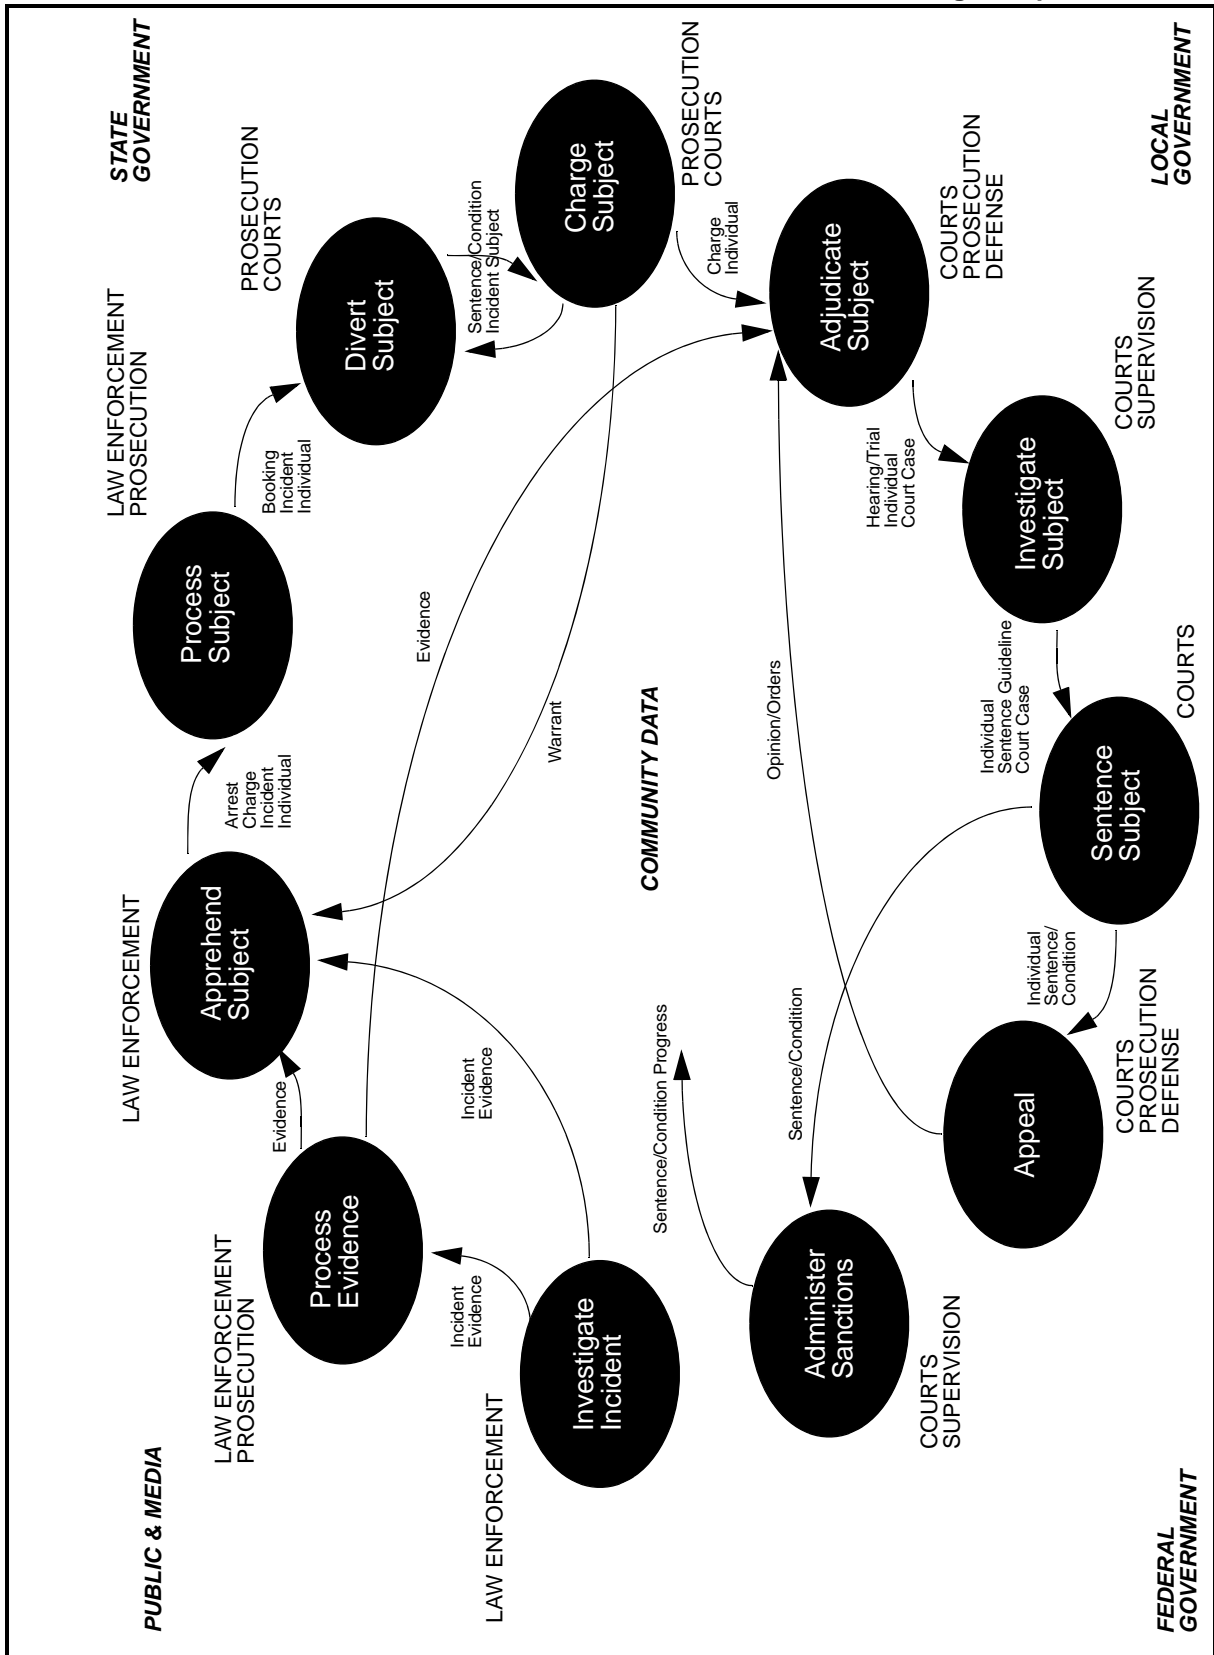 PUBLIC & MEDIA
STATE
GOVERNMENT
LAW ENFORCEMENT
Apprehend
Subject
Arrest
Charge
Incident
Individual
LAW ENFORCEMENT
PROSECUTION
Process
Subject
Booking
Incident
Individual
PROSECUTION
COURTS
Divert
Subject
Sentence/Condition
Incident Subject
LAW ENFORCEMENT
PROSECUTION
Process
Evidence
Evidence
Evidence
Incident
Evidence
Incident
Evidence
Warrant
Charge
Subject
PROSECUTION
COURTS
LAW ENFORCEMENT
Investigate
Incident
COMMUNITY DATA
Charge
Individual
Sentence/Condition Progress
Sentence/Condition
Opinion/Orders
Adjudicate
Subject
COURTS
PROSECUTION
DEFENSE
Administer
Sanctions
COURTS
SUPERVISION
Hearing/Trial
Individual
Court Case
Investigate
Subject
COURTS
SUPERVISION
Individual
Sentence Guideline
Court Case
Sentence
Subject
COURTS
Individual
Sentence/
Condition
Appeal
COURTS
PROSECUTION
DEFENSE
FEDERAL
GOVERNMENT
LOCAL
GOVERNMENT